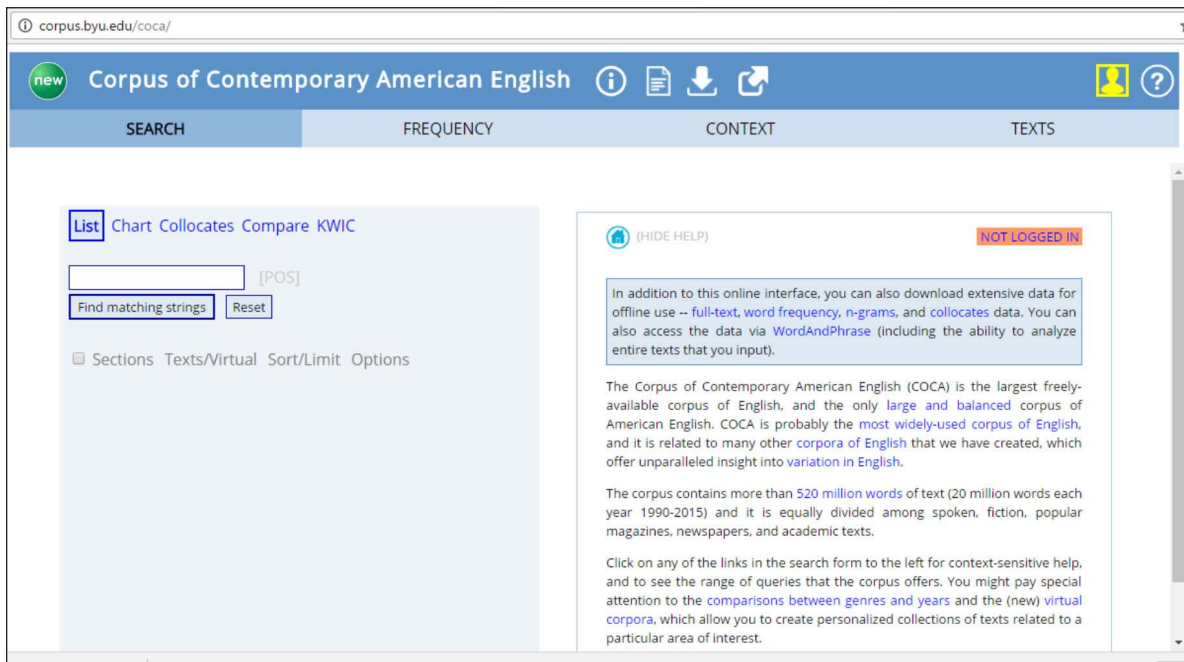 corpus.byu.edu/coca/
new Corpus of Contemporary American English
SEARCH FREQUENCY CONTEXT TEXTS
List Chart Collocates Compare KWIC
[POS]
Find matching strings Reset
Sections Texts/Virtual Sort/Limit Options
(HIDE HELP) NOT LOGGED IN
In addition to this online interface, you can also download extensive data for
offline use -- full-text, word frequency, n-grams, and collocates data. You can
also access the data via WordAndPhrase (including the ability to analyze
entire texts that you input).
The Corpus of Contemporary American English (COCA) is the largest freely-
available corpus of English, and the only large and balanced corpus of
American English. COCA is probably the most widely-used corpus of English,
and it is related to many other corpora of English that we have created, which
offer unparalleled insight into variation in English.
The corpus contains more than 520 million words of text (20 million words each
year 1990-2015) and it is equally divided among spoken, fiction, popular
magazines, newspapers, and academic texts.
Click on any of the links in the search form to the left for context-sensitive help,
and to see the range of queries that the corpus offers. You might pay special
attention to the comparisons between genres and years and the (new) virtual
corpora, which allow you to create personalized collections of texts related to a
particular area of interest.